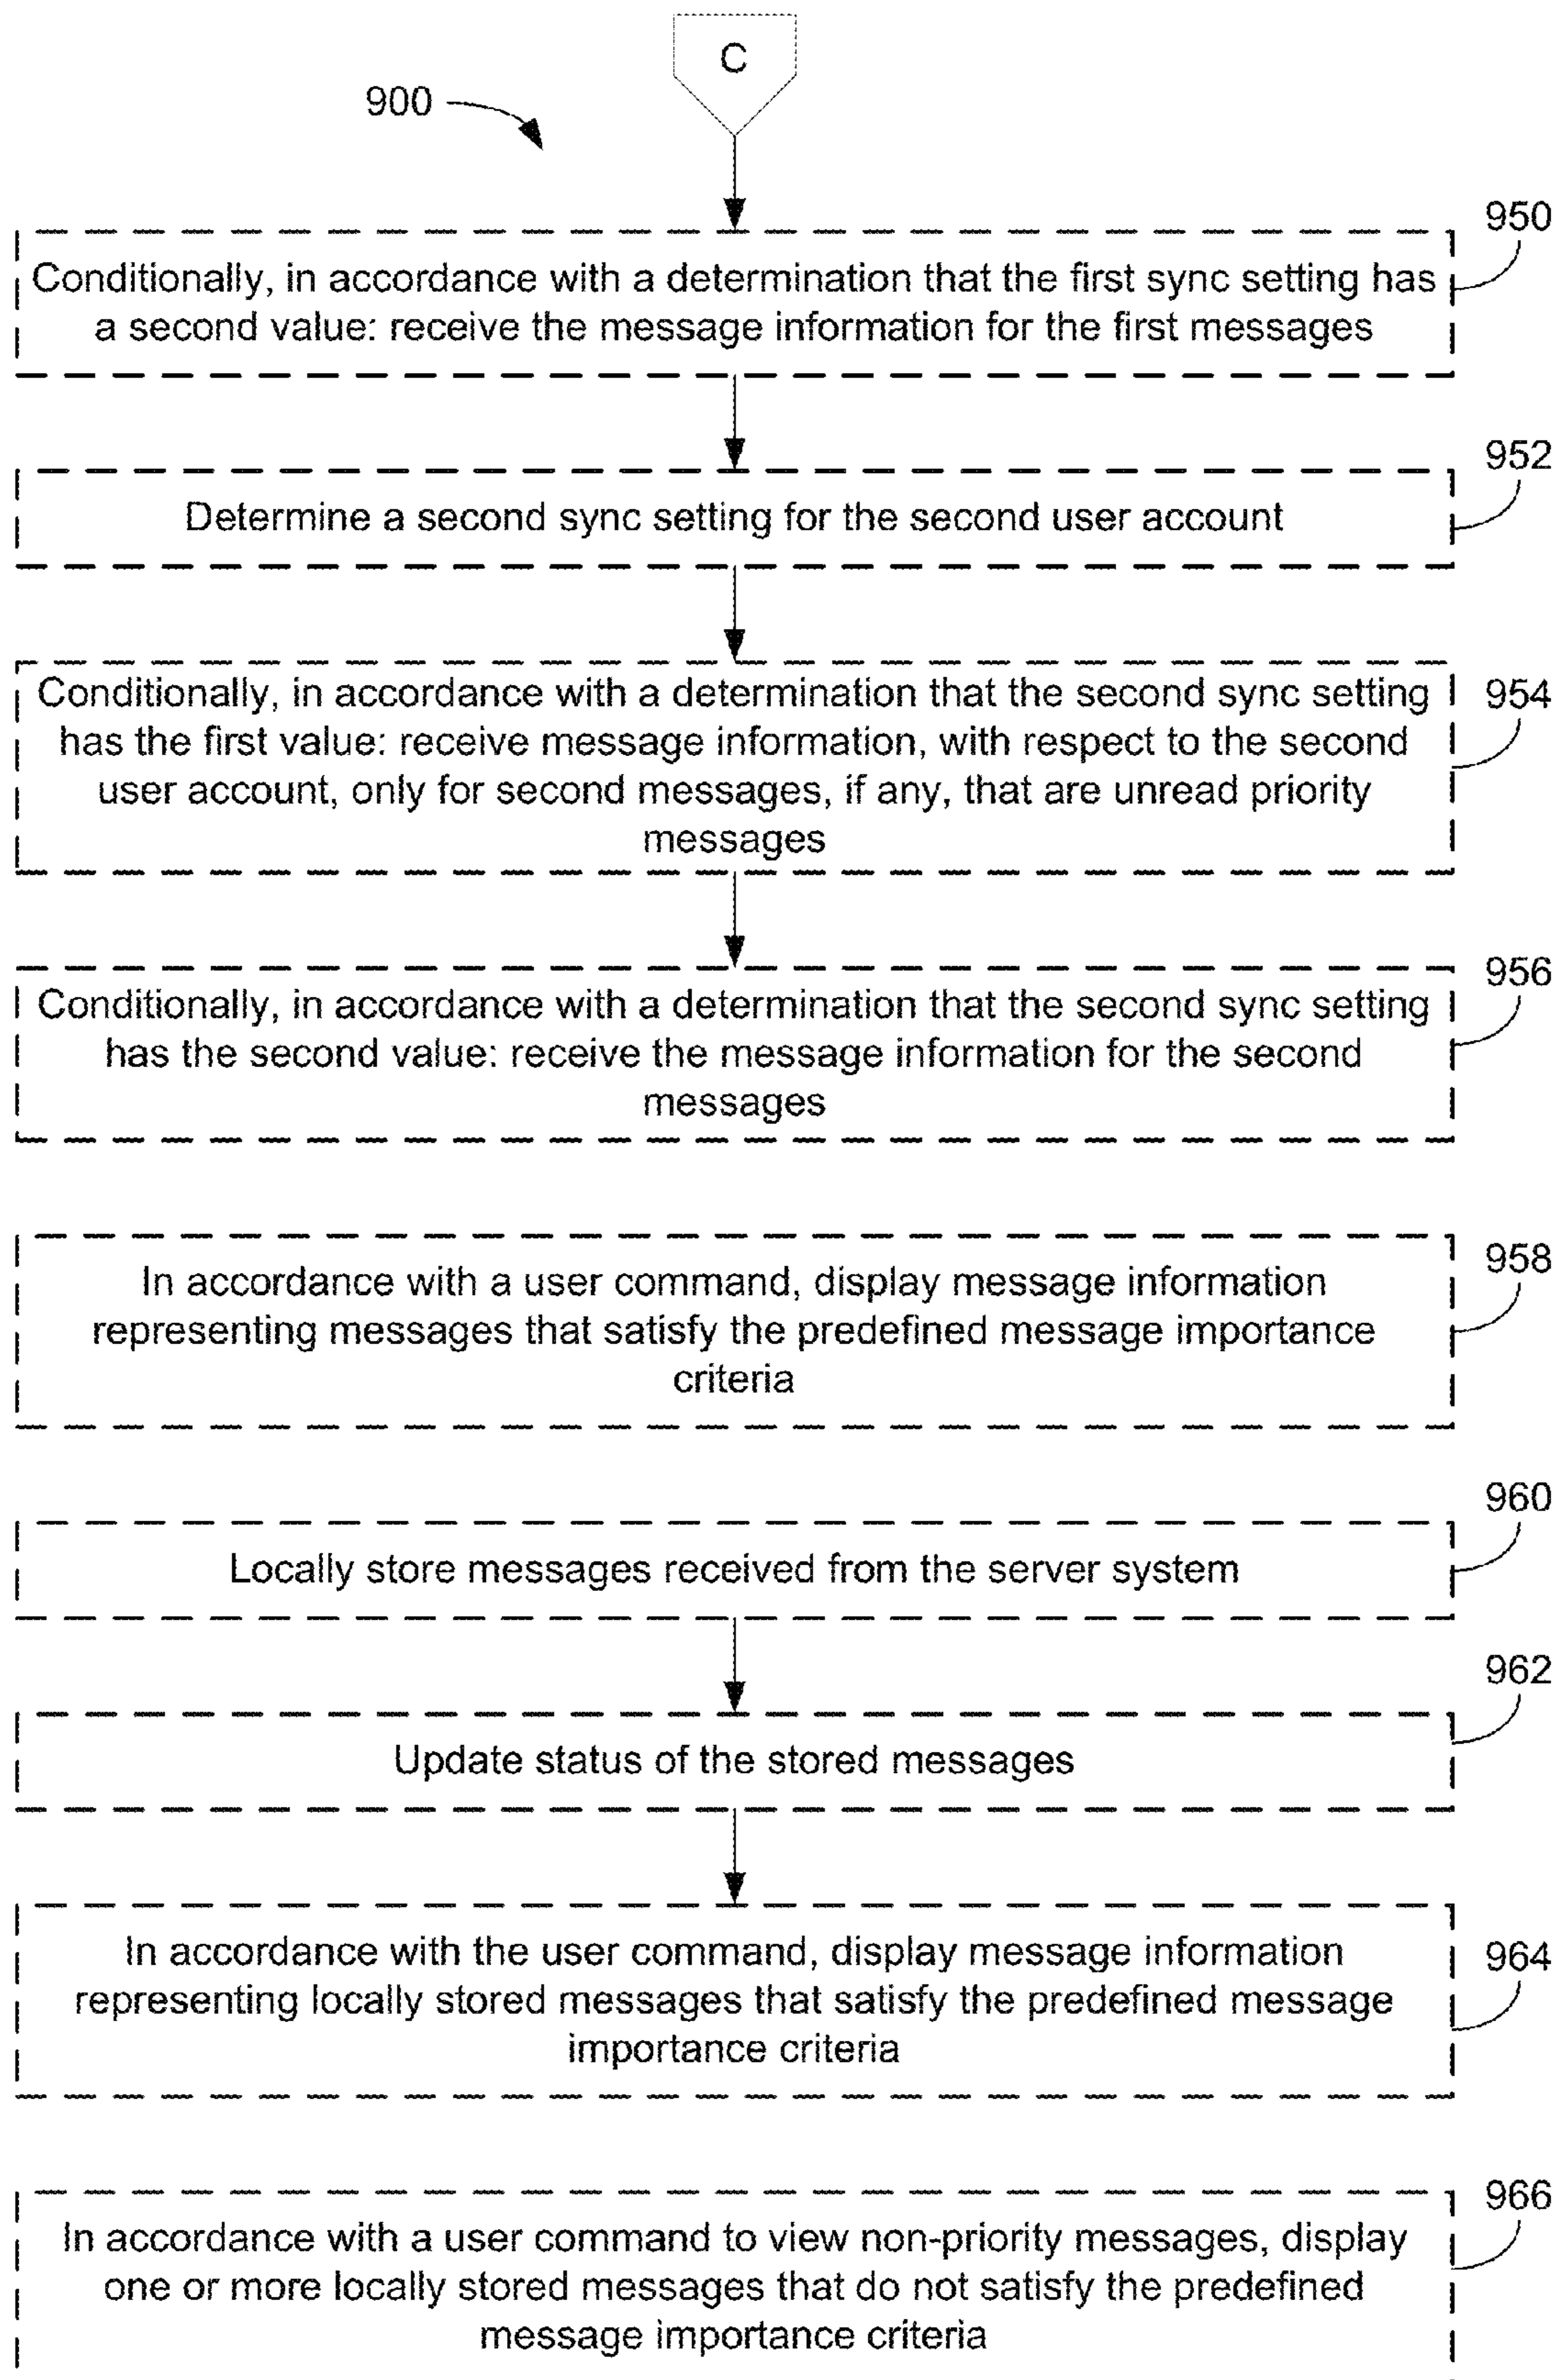 C
900
950
Conditionally, in accordance with a determination that the first sync setting has
a second value: receive the message information for the first messages
952
Determine a second sync setting for the second user account
954
Conditionally, in accordance with a determination that the second sync setting
has the first value: receive message information, with respect to the second
user account, only for second messages, if any, that are unread priority
messages
956
Conditionally, in accordance with a determination that the second sync setting
has the second value: receive the message information for the second
messages
958
In accordance with a user command, display message information
representing messages that satisfy the predefined message importance
criteria
960
Locally store messages received from the server system
962
Update status of the stored messages
964
In accordance with the user command, display message information
representing locally stored messages that satisfy the predefined message
importance criteria
966
In accordance with a user command to view non-priority messages, display
one or more locally stored messages that do not satisfy the predefined
message importance criteria